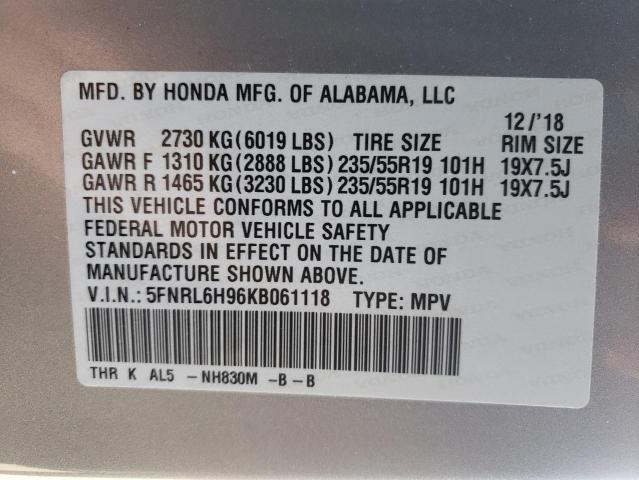 MFD. BY HONDA MFG. OF ALABAMA, LLC
12/'18
GVWR 2730 KG(6019 LBS) TIRE SIZE RIM SIZE
GAWR F 1310 KG(2888 LBS) 235/55R19 101H 19X7.5J
GAWR R 1465 KG(3230 LBS) 235/55R19 101H 19X7.5J
THIS VEHICLE CONFORMS TO ALL APPLICABLE
FEDERAL MOTOR VEHICLE SAFETY
STANDARDS IN EFFECT ON THE DATE OF
MANUFACTURE SHOWN ABOVE.
V.I.N.: 5FNRL6H96KB061118 TYPE: MPV
THR K AL5 -NH830M -B-B